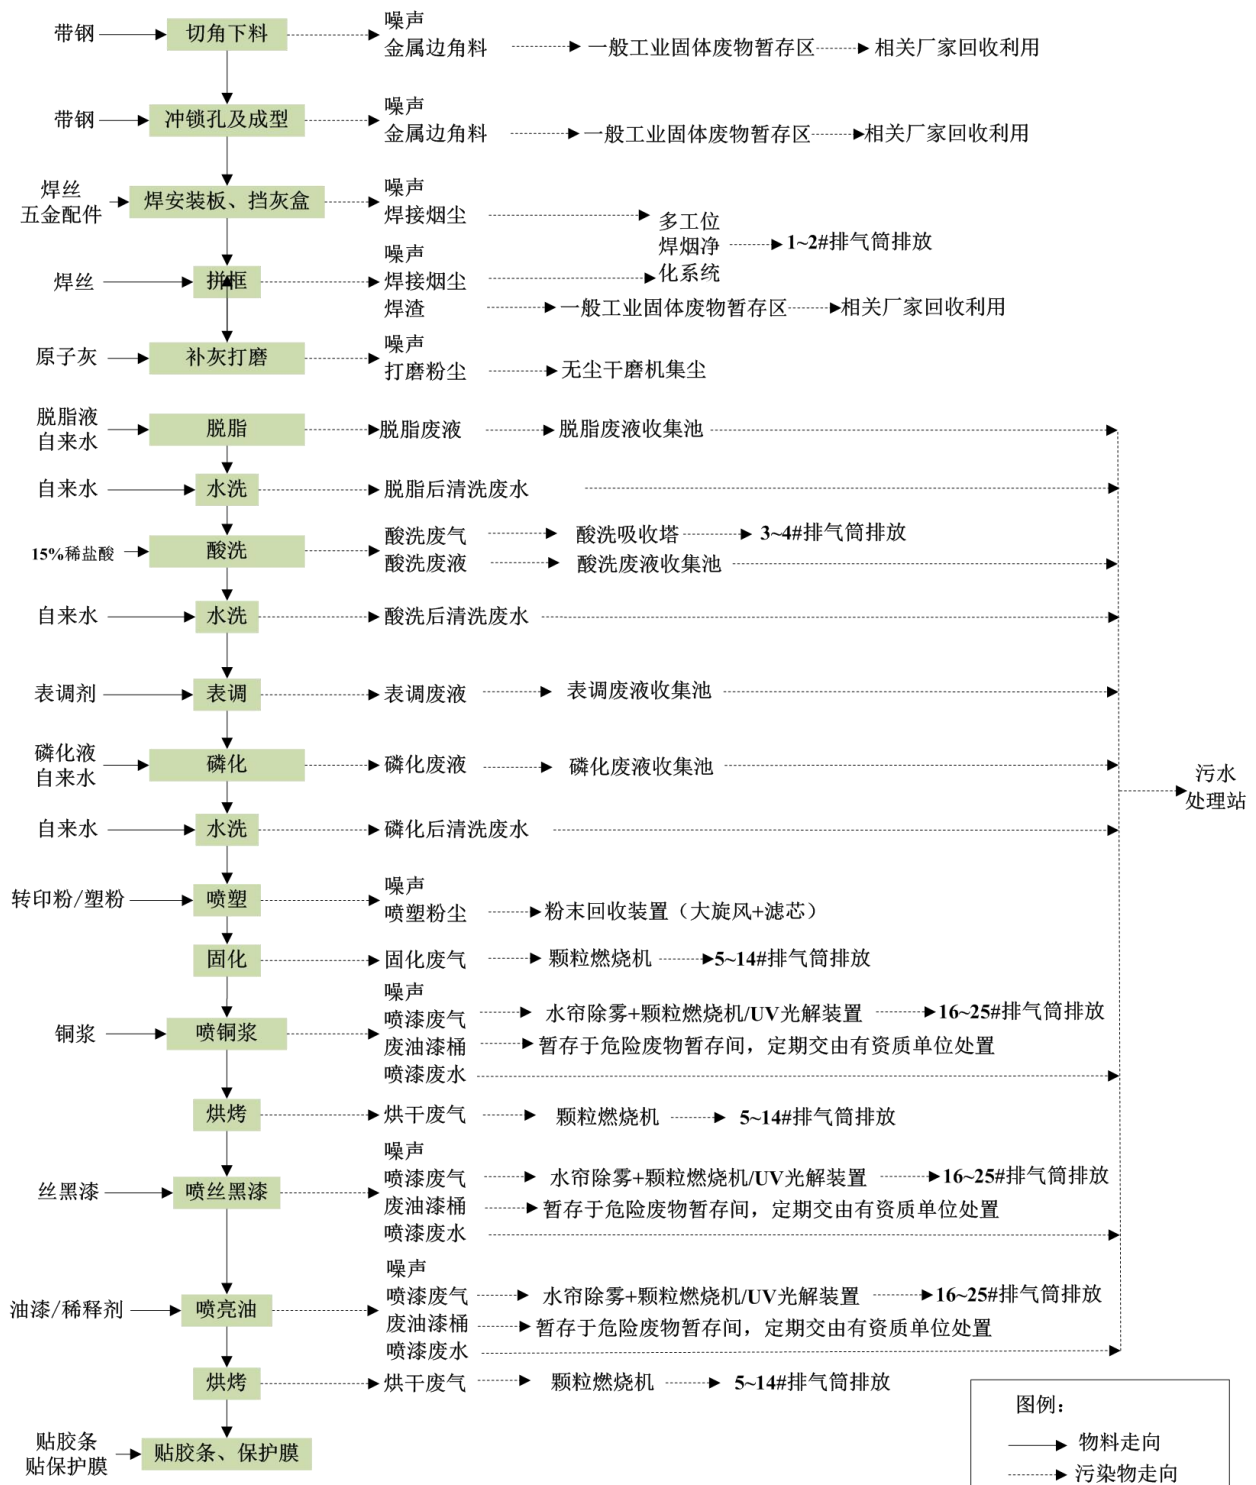 带钢 切角下料 噪声
金属边角料 一般工业固体废物暂存区 相关厂家回收利用
带钢 冲锁孔及成型 噪声
金属边角料 一般工业固体废物暂存区 相关厂家回收利用
焊丝
五金配件 焊安装板、挡灰盒 噪声
焊接烟尘
多工位
焊烟净
化系统 1~2#排气筒排放
焊丝 拼框 噪声
焊接烟尘
焊渣 一般工业固体废物暂存区 相关厂家回收利用
原子灰 补灰打磨 噪声
打磨粉尘 无尘干磨机集尘
脱脂液
自来水 脱脂 脱脂废液 脱脂废液收集池
自来水 水洗 脱脂后清洗废水
15%稀盐酸 酸洗 酸洗废气 酸洗吸收塔 3~4#排气筒排放
酸洗废液 酸洗废液收集池
自来水 水洗 酸洗后清洗废水
表调剂 表调 表调废液 表调废液收集池
磷化液
自来水 磷化 磷化废液 磷化废液收集池
污水
处理站
自来水 水洗 磷化后清洗废水
转印粉/塑粉 喷塑 噪声
喷塑粉尘 粉末回收装置（大旋风+滤芯）
固化 固化废气 颗粒燃烧机 5~14#排气筒排放
铜浆 喷铜浆 噪声
喷漆废气 水帘除雾+颗粒燃烧机/UV光解装置 16~25#排气筒排放
废油漆桶 暂存于危险废物暂存间，定期交由有资质单位处置
喷漆废水
烘烤 烘干废气 颗粒燃烧机 5~14#排气筒排放
丝黑漆 喷丝黑漆 噪声
喷漆废气 水帘除雾+颗粒燃烧机/UV光解装置 16~25#排气筒排放
废油漆桶 暂存于危险废物暂存间，定期交由有资质单位处置
喷漆废水
油漆/稀释剂 喷亮油 噪声
喷漆废气 水帘除雾+颗粒燃烧机/UV光解装置 16~25#排气筒排放
废油漆桶 暂存于危险废物暂存间，定期交由有资质单位处置
喷漆废水
烘烤 烘干废气 颗粒燃烧机 5~14#排气筒排放
贴胶条
贴保护膜 贴胶条、保护膜
图例：
物料走向
污染物走向